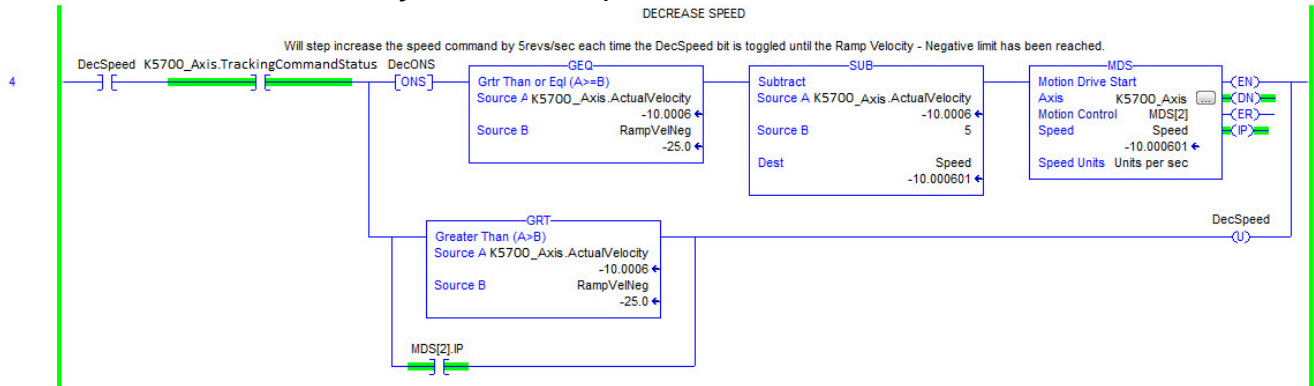 DECREASE SPEED
Will step increase the speed command by 5revs/sec each time the DecSpeed bit is toggled until the Ramp Velocity - Negative limit has been reached.
DecSpeed K5700_Axis.TrackingCommandStatus DecONS
4
ONS
GEQ
Grtr Than or Eql (A>=B)
Source A K5700_Axis.ActualVelocity
-10.0006
Source B RampVelNeg
-25.0
SUB
Subtract
Source A K5700_Axis.ActualVelocity
-10.0006
Source B 5
Dest Speed
-10.000601
MDS
Motion Drive Start
Axis K5700_Axis ...
Motion Control MDS[2]
Speed Speed
-10.000601
Speed Units Units per sec
(EN)
(DN)
(ER)
(IP)
GRT
Greater Than (A>B)
Source A K5700_Axis.ActualVelocity
-10.0006
Source B RampVelNeg
-25.0
DecSpeed
(U)
MDS[2].IP